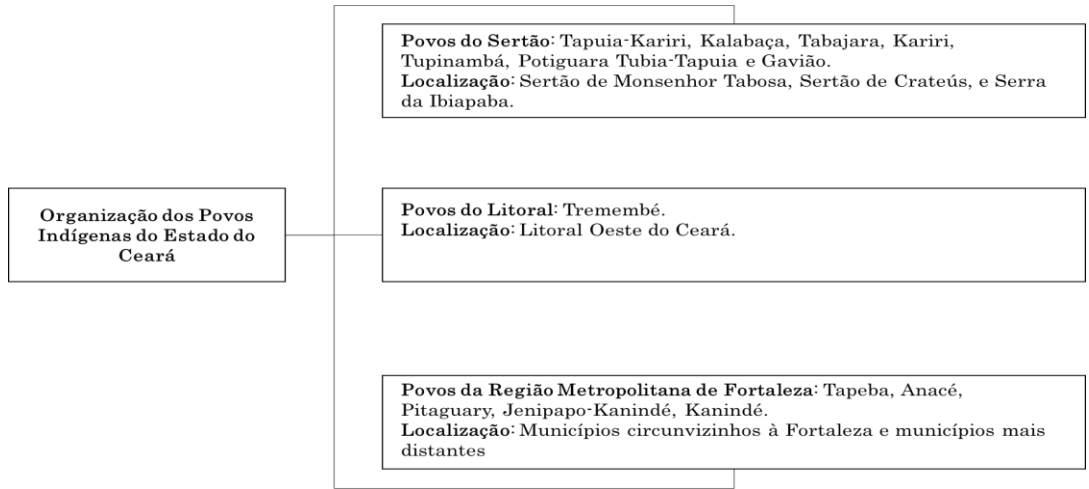 Povos do Sertão: Tapuia-Kariri, Kalabaça, Tabajara, Kariri,
Tupinambá, Potiguara Tubia-Tapuia e Gavião.
Localização: Sertão de Monsenhor Tabosa, Sertão de Crateús, e Serra
da Ibiapaba.
Organização dos Povos
Indígenas do Estado do
Ceará
Povos do Litoral: Tremembé.
Localização: Litoral Oeste do Ceará.
Povos da Região Metropolitana de Fortaleza: Tapeba, Anacé,
Pitaguary, Jenipapo-Kanindé, Kanindé.
Localização: Municípios circunvizinhos à Fortaleza e municípios mais
distantes